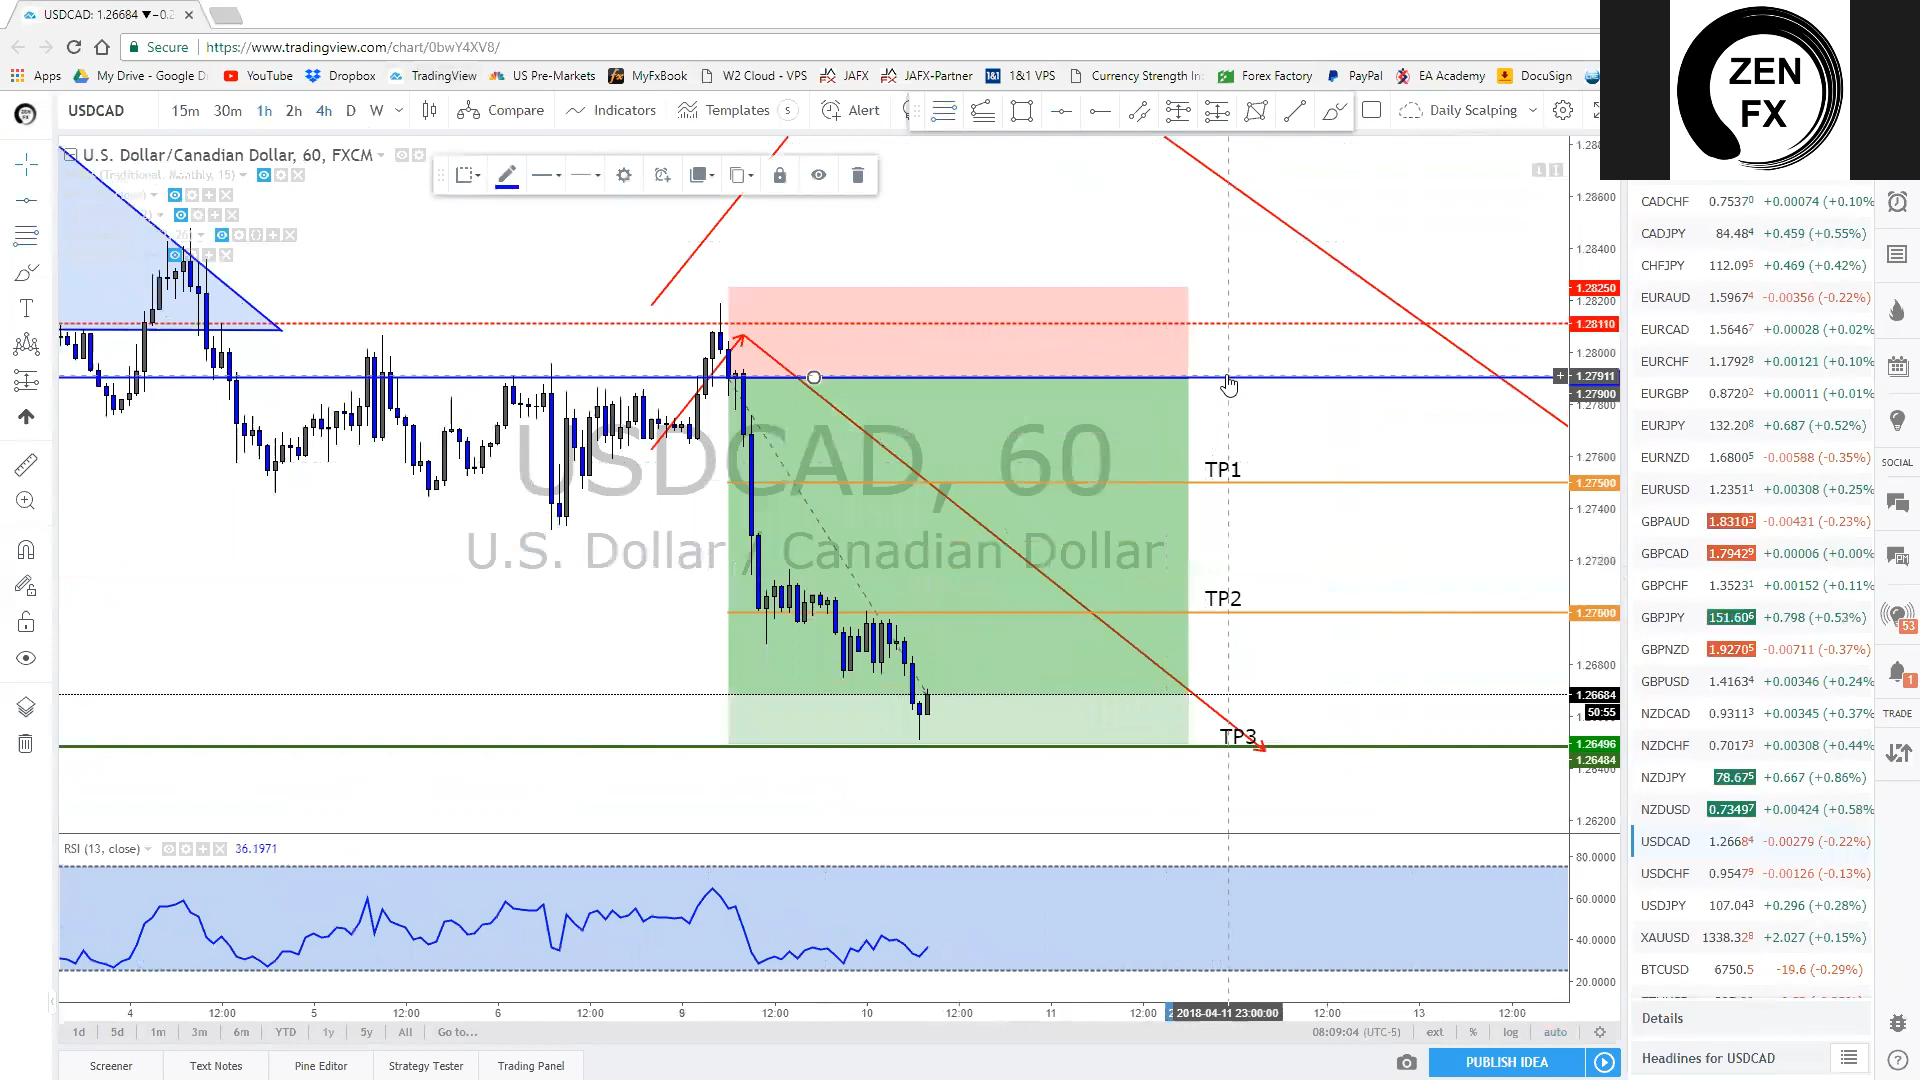 USDCAD: 1.26684 ▼−0.2
Secure https://www.tradingview.com/chart/0bwY4XV8/
Apps My Drive - Google D YouTube Dropbox TradingView US Pre-Markets MyFxBook W2 Cloud - VPS JAFX JAFX-Partner 1&1 VPS Currency Strength In Forex Factory PayPal EA Academy DocuSign
ZEN
FX
USDCAD 15m 30m 1h 2h 4h D W Compare Indicators Templates S Alert Daily Scalping
U.S. Dollar/Canadian Dollar, 60, FXCM
(Traditional, Monthly, 15)
USDCAD, 60
U.S. Dollar / Canadian Dollar
TP1
TP2
TP3
1.28600
1.28400
1.28250
1.28200
1.28110
1.28000
1.27911
1.27900
1.27800
1.27600
1.27500
1.27400
1.27200
1.26800
1.26684
50:55
1.26496
1.26484
1.26400
1.26200
RSI (13, close) 36.1971
80.0000
60.0000
40.0000
20.0000
4 12:00 5 12:00 6 12:00 9 12:00 10 12:00 11 12:00 2018-04-11 23:00:00 12:00 13 12:00
1d 5d 1m 3m 6m YTD 1y 5y All Go to... 08:09:04 (UTC-5) ext % log auto
Screener Text Notes Pine Editor Strategy Tester Trading Panel PUBLISH IDEA
CADCHF 0.75370 +0.00074 (+0.10%
CADJPY 84.484 +0.459 (+0.55%)
CHFJPY 112.095 +0.469 (+0.42%)
EURAUD 1.59674 -0.00356 (-0.22%)
EURCAD 1.56467 +0.00028 (+0.02%
EURCHF 1.17928 +0.00121 (+0.10%
EURGBP 0.87202 +0.00011 (+0.01%
EURJPY 132.208 +0.687 (+0.52%)
EURNZD 1.68005 -0.00588 (-0.35%)
EURUSD 1.23511 +0.00308 (+0.25%
GBPAUD 1.83103 -0.00431 (-0.23%)
GBPCAD 1.79429 +0.00006 (+0.00%
GBPCHF 1.35231 +0.00152 (+0.11%
GBPJPY 151.606 +0.798 (+0.53%)
GBPNZD 1.92705 -0.00711 (-0.37%)
GBPUSD 1.41634 +0.00346 (+0.24%
NZDCAD 0.93113 +0.00345 (+0.37%
NZDCHF 0.70173 +0.00308 (+0.44%
NZDJPY 78.675 +0.667 (+0.86%)
NZDUSD 0.73497 +0.00424 (+0.58%
USDCAD 1.26684 -0.00279 (-0.22%)
USDCHF 0.95479 -0.00126 (-0.13%)
USDJPY 107.043 +0.296 (+0.28%)
XAUUSD 1338.328 +2.027 (+0.15%)
BTCUSD 6750.5 -19.6 (-0.29%)
Details
Headlines for USDCAD
SOCIAL
53
1
TRADE